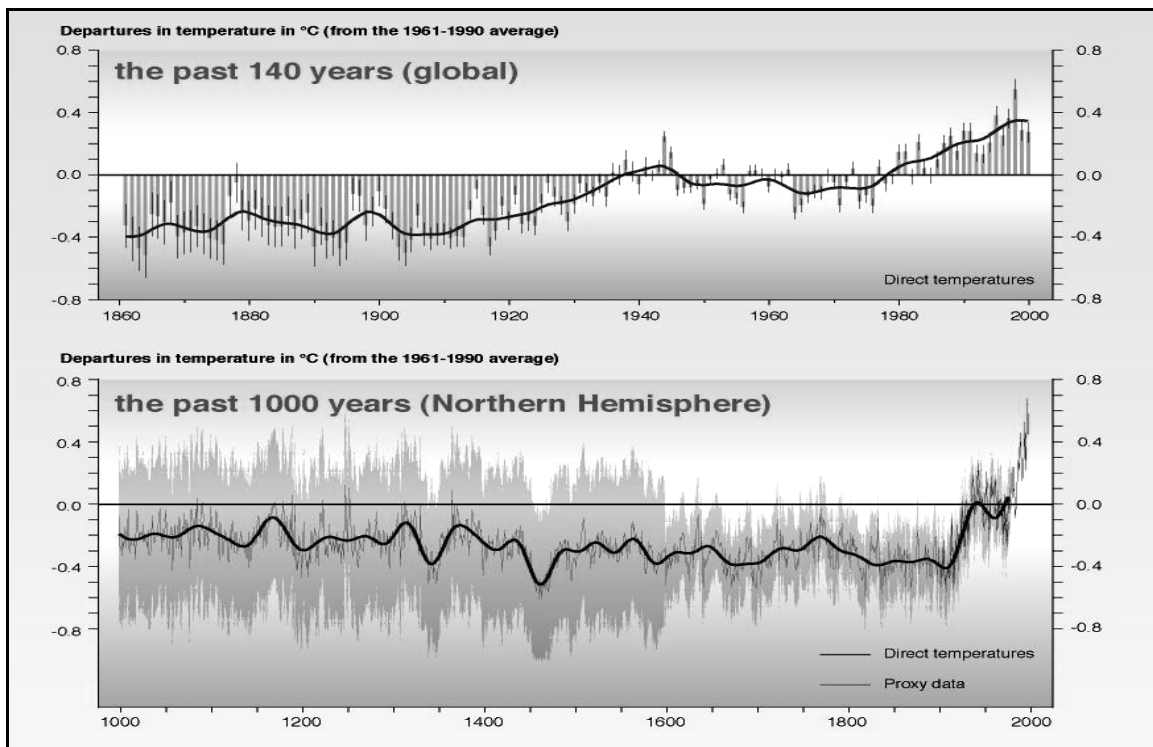 Departures in temperature in °C (from the 1961-1990 average)
0.8 0.8
the past 140 years (global)
0.4 0.4
0.0 0.0
-0.4 -0.4
Direct temperatures
-0.8 -0.8
1860 1880 1900 1920 1940 1960 1980 2000
Departures in temperature in °C (from the 1961-1990 average)
0.8 0.8
the past 1000 years (Northern Hemisphere)
0.4 0.4
0.0 0.0
-0.4 -0.4
-0.8 -0.8
Direct temperatures
Proxy data
1000 1200 1400 1600 1800 2000